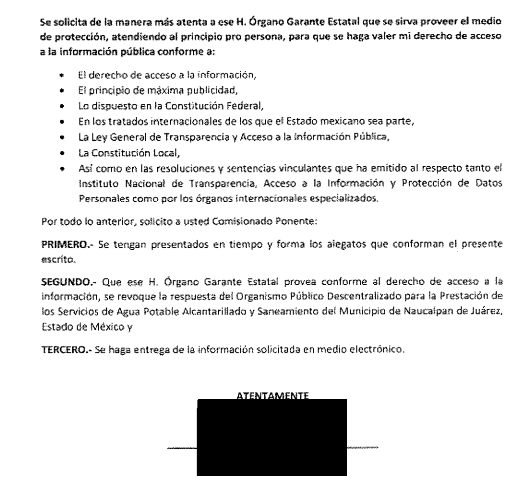 Se solicita de la manera más atenta a ese H. Órgano Garante Estatal que se sirva proveer el medio
de protección, atendiendo al principio pro persona, para que se haga valer mi derecho de acceso
a la información pública conforme a:
• El derecho de acceso a la información,
• El principio de máxima publicidad,
• Lo dispuesto en la Constitución Federal,
• En los tratados internacionales de los que el Estado mexicano sea parte,
• La Ley General de Transparencia y Acceso a la Información Pública,
• La Constitución Local,
• Así como en las resoluciones y sentencias vinculantes que ha emitido al respecto tanto el
Instituto Nacional de Transparencia, Acceso a la Información y Protección de Datos
Personales como por los órganos internacionales especializados.
Por todo lo anterior, solicito a usted Comisionado Ponente:
PRIMERO.- Se tengan presentados en tiempo y forma los alegatos que conforman el presente
escrito.
SEGUNDO.- Que ese H. Órgano Garante Estatal provea conforme al derecho de acceso a la
información, se revoque la respuesta del Organismo Público Descentralizado para la Prestación de
los Servicios de Agua Potable Alcantarillado y Saneamiento del Municipio de Naucalpan de Juárez,
Estado de México y
TERCERO.- Se haga entrega de la información solicitada en medio electrónico.
ATENTAMENTE